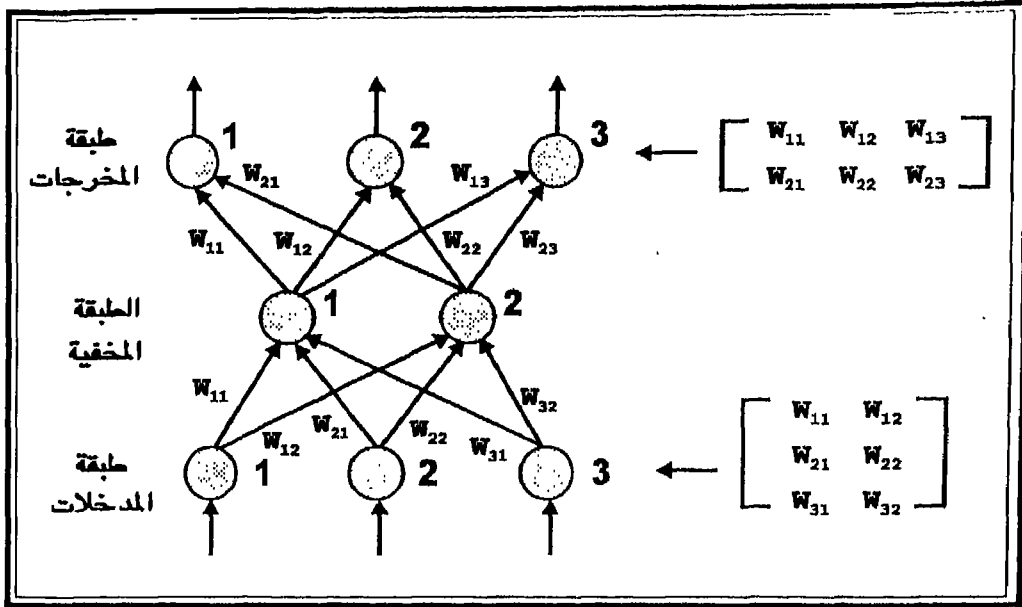 طبقة
المخرجات
1
2
3
W₁₁ W₁₂ W₁₃
W₂₁ W₂₂ W₂₃
W₂₁
W₁₃
W₁₁
W₁₂
W₂₂
W₂₃
الطبقة
المخفية
1
2
W₁₁
W₁₂
W₂₁
W₂₂
W₃₁
W₃₂
طبقة
المدخلات
1
2
3
W₁₁ W₁₂
W₂₁ W₂₂
W₃₁ W₃₂